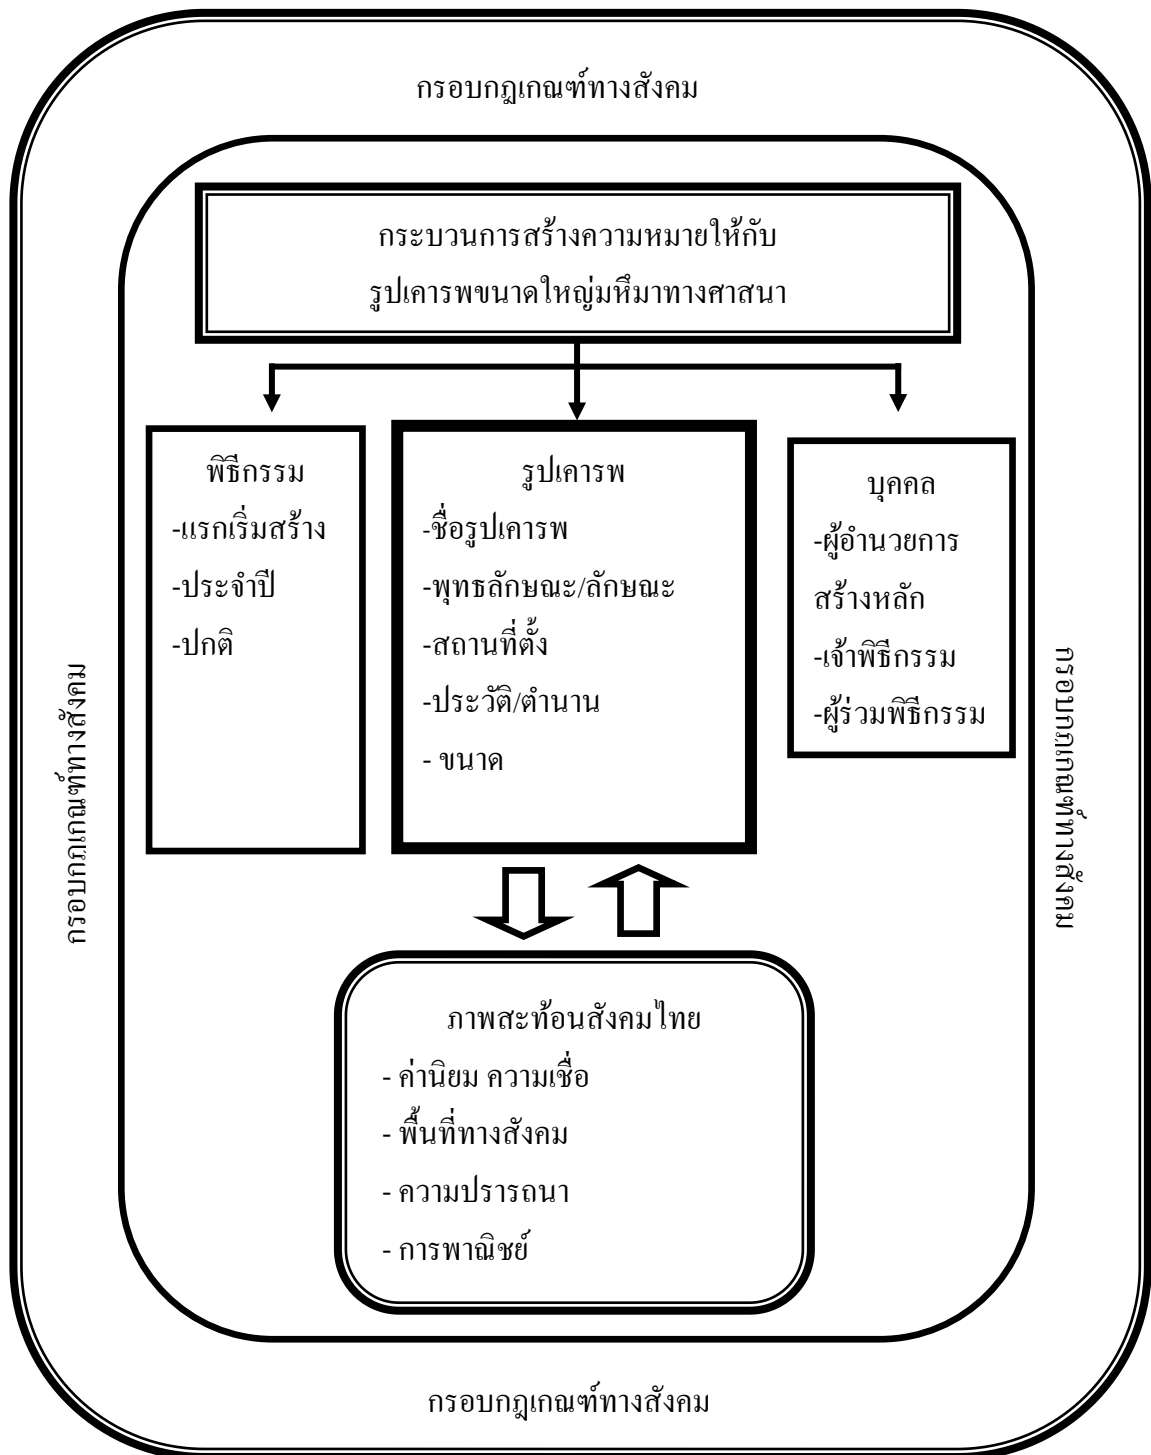 กรอบกฎเกณฑ์ทางสังคม
กระบวนการสร้างความหมายให้กับ
รูปเคารพขนาดใหญ่มหึมาทางศาสนา
พิธีกรรม
-แรกเริ่มสร้าง
-ประจำปี
-ปกติ
รูปเคารพ
-ชื่อรูปเคารพ
-พุทธลักษณะ/ลักษณะ
-สถานที่ตั้ง
-ประวัติ/ตำนาน
- ขนาด
บุคคล
-ผู้อำนวยการ
สร้างหลัก
-เจ้าพิธีกรรม
-ผู้ร่วมพิธีกรรม
กรอบกฎเกณฑ์ทางสังคม
กรอบกฎเกณฑ์ทางสังคม
ภาพสะท้อนสังคมไทย
- ค่านิยม ความเชื่อ
- พื้นที่ทางสังคม
- ความปรารถนา
- การพาณิชย์
กรอบกฎเกณฑ์ทางสังคม